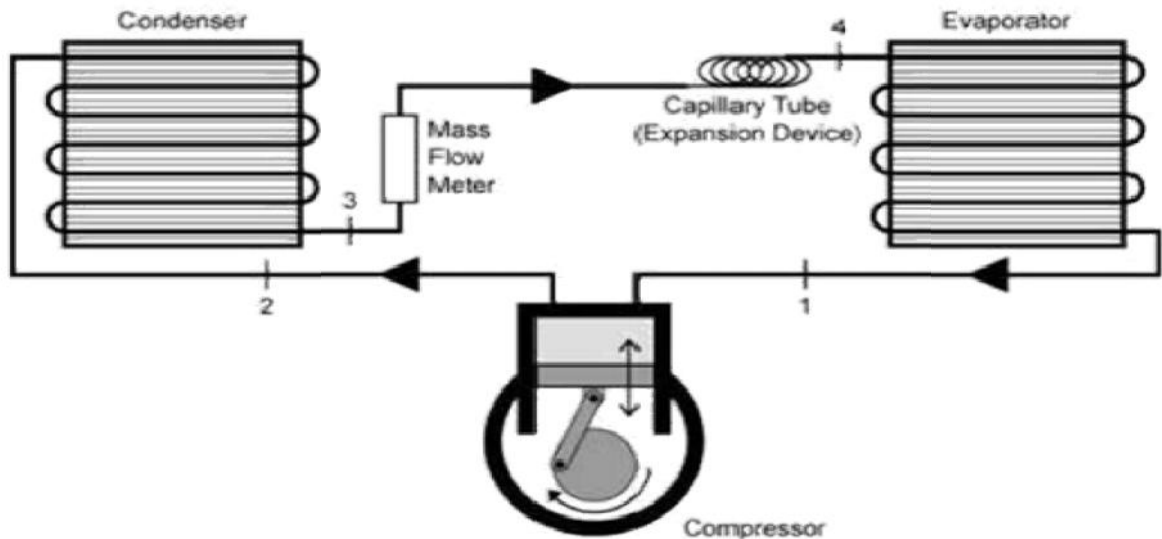 Condenser
4
Evaporator
Capillary Tube
(Expansion Device)
Mass
Flow
Meter
3
2
1
Compressor